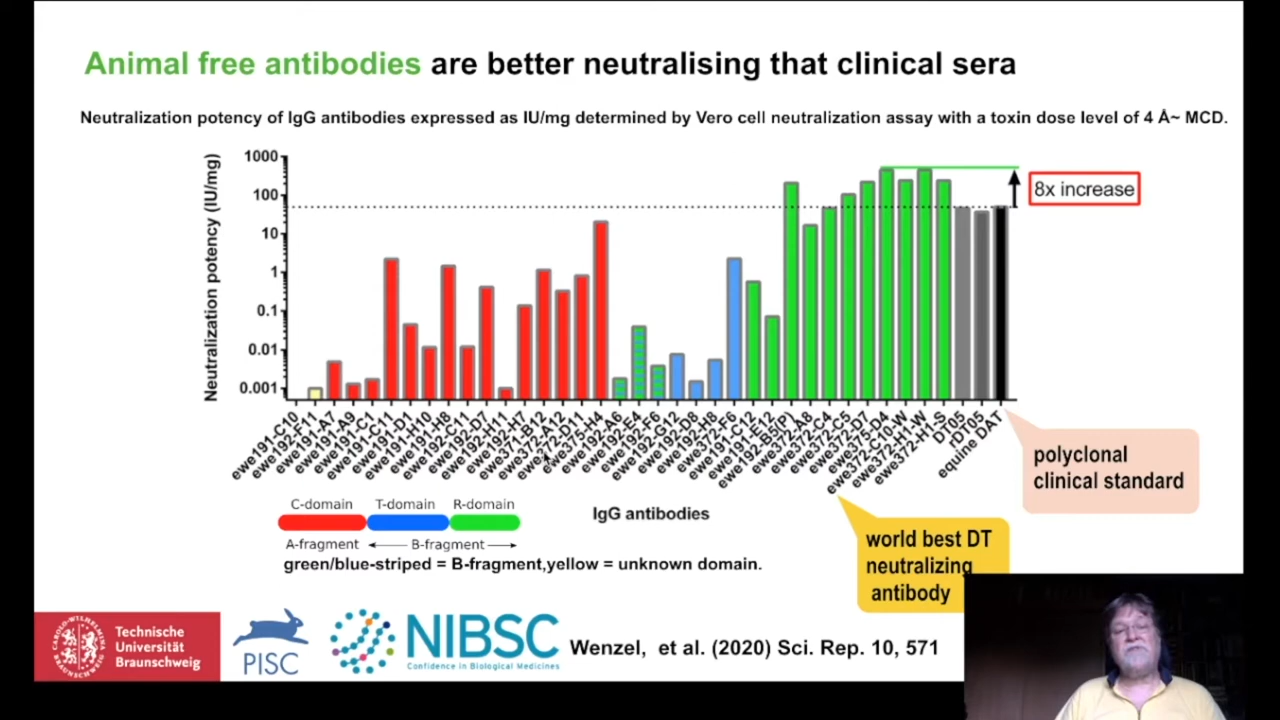 Animal free antibodies are better neutralising that clinical sera
Neutralization potency of IgG antibodies expressed as IU/mg determined by Vero cell neutralization assay with a toxin dose level of 4 Å~ MCD.
Neutralization potency (IU/mg)
1000
100
10
1
0.1
0.01
0.001
8x increase
ewe191-C10
ewe192-F11
ewe191-A7
ewe191-A9
ewe191-C1
ewe191-C11
ewe191-D1
ewe191-H10
ewe191-H8
ewe192-C11
ewe192-D7
ewe192-H11
ewe192-H7
ewe371-B12
ewe372-A12
ewe372-D11
ewe375-H4
ewe192-A6
ewe192-E4
ewe192-F6
ewe192-G12
ewe192-D8
ewe192-H8
ewe372-F6
ewe191-C12
ewe191-E12
ewe192-B5(P)
ewe372-A8
ewe372-C4
ewe372-C5
ewe372-D7
ewe375-D4
ewe372-C10-W
ewe372-H1-W
ewe372-H1-S
DT05
rDT05
equine DAT
IgG antibodies
polyclonal
clinical standard
world best DT
neutralizing
antibody
C-domain T-domain R-domain
A-fragment B-fragment
green/blue-striped = B-fragment,yellow = unknown domain.
CAROLO-WILHELMINA
Technische
Universität
Braunschweig
PISC
NIBSC
Confidence in Biological Medicines
Wenzel, et al. (2020) Sci. Rep. 10, 571